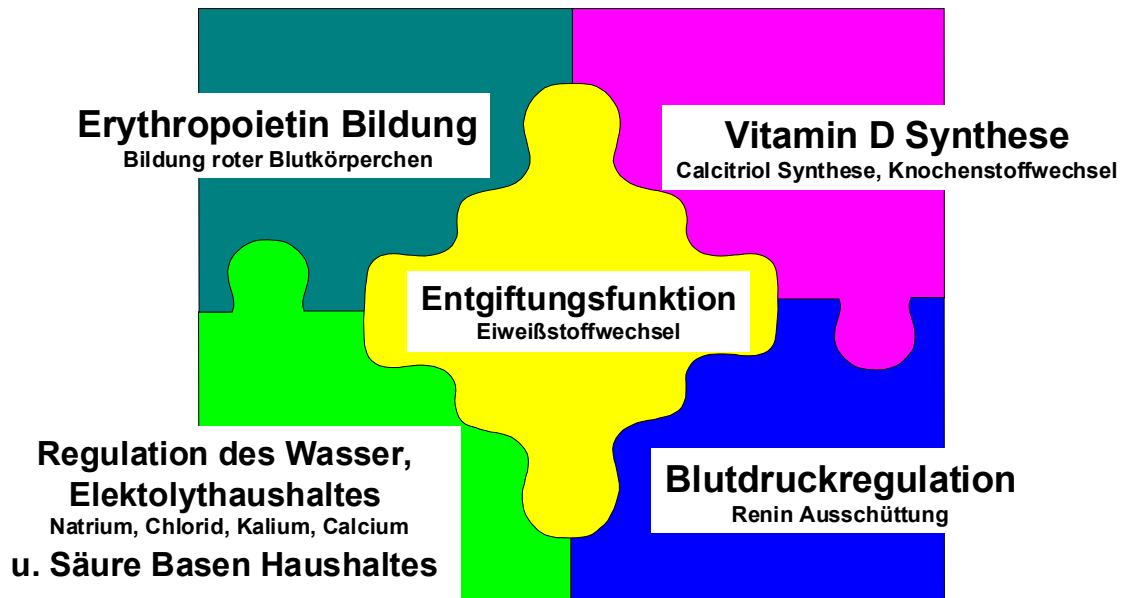 Erythropoietin Bildung
Bildung roter Blutkörperchen
Vitamin D Synthese
Calcitriol Synthese, Knochenstoffwechsel
Entgiftungsfunktion
Eiweißstoffwechsel
Regulation des Wasser,
Elektolythaushaltes
Natrium, Chlorid, Kalium, Calcium
u. Säure Basen Haushaltes
Blutdruckregulation
Renin Ausschüttung